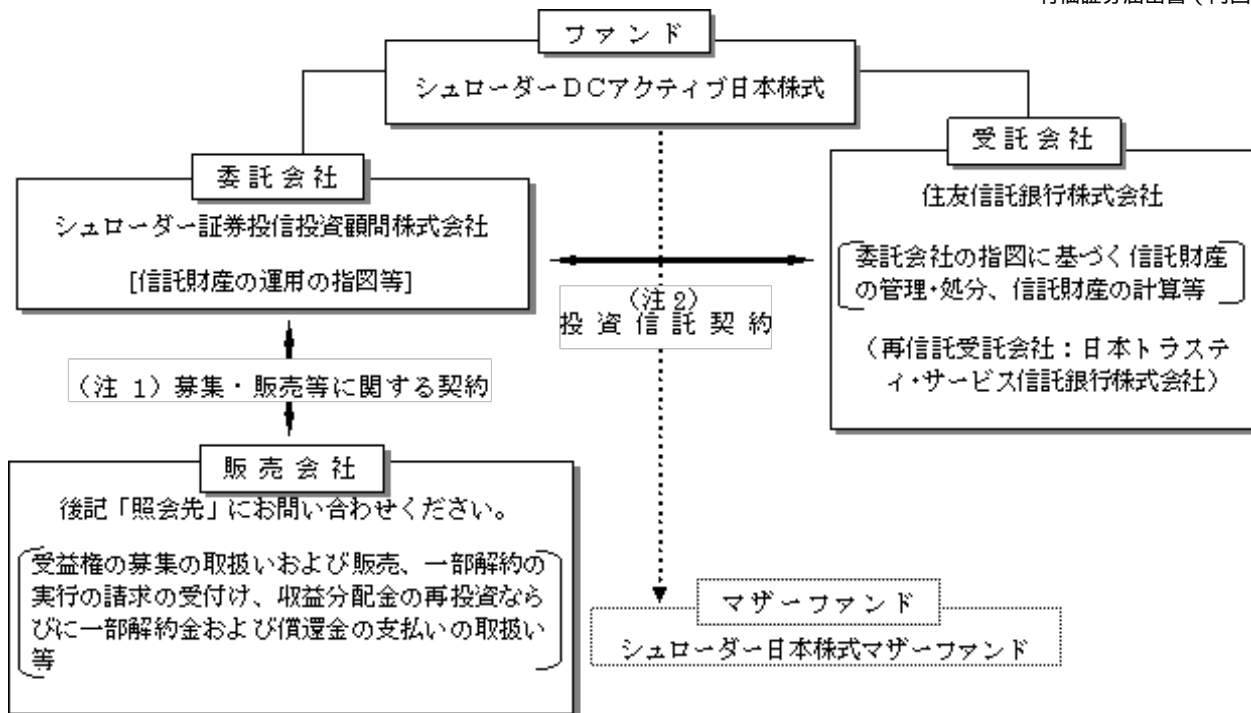 ファンド
シュローダーDCアクティブ日本株式
委託会社
シュローダー証券投信投資顧問株式会社
[信託財産の運用の指図等]
受託会社
住友信託銀行株式会社
委託会社の指図に基づく信託財産
の管理・処分、信託財産の計算等
(再信託受託会社：日本トラステ
ィ・サービス信託銀行株式会社)
(注2)
投資信託契約
(注 1) 募集・販売等に関する契約
販売会社
後記「照会先」にお問い合わせください。
受益権の募集の取扱いおよび販売、一部解約の
実行の請求の受付け、収益分配金の再投資なら
びに一部解約金および償還金の支払いの取扱い
等
マザーファンド
シュローダー日本株式マザーファンド